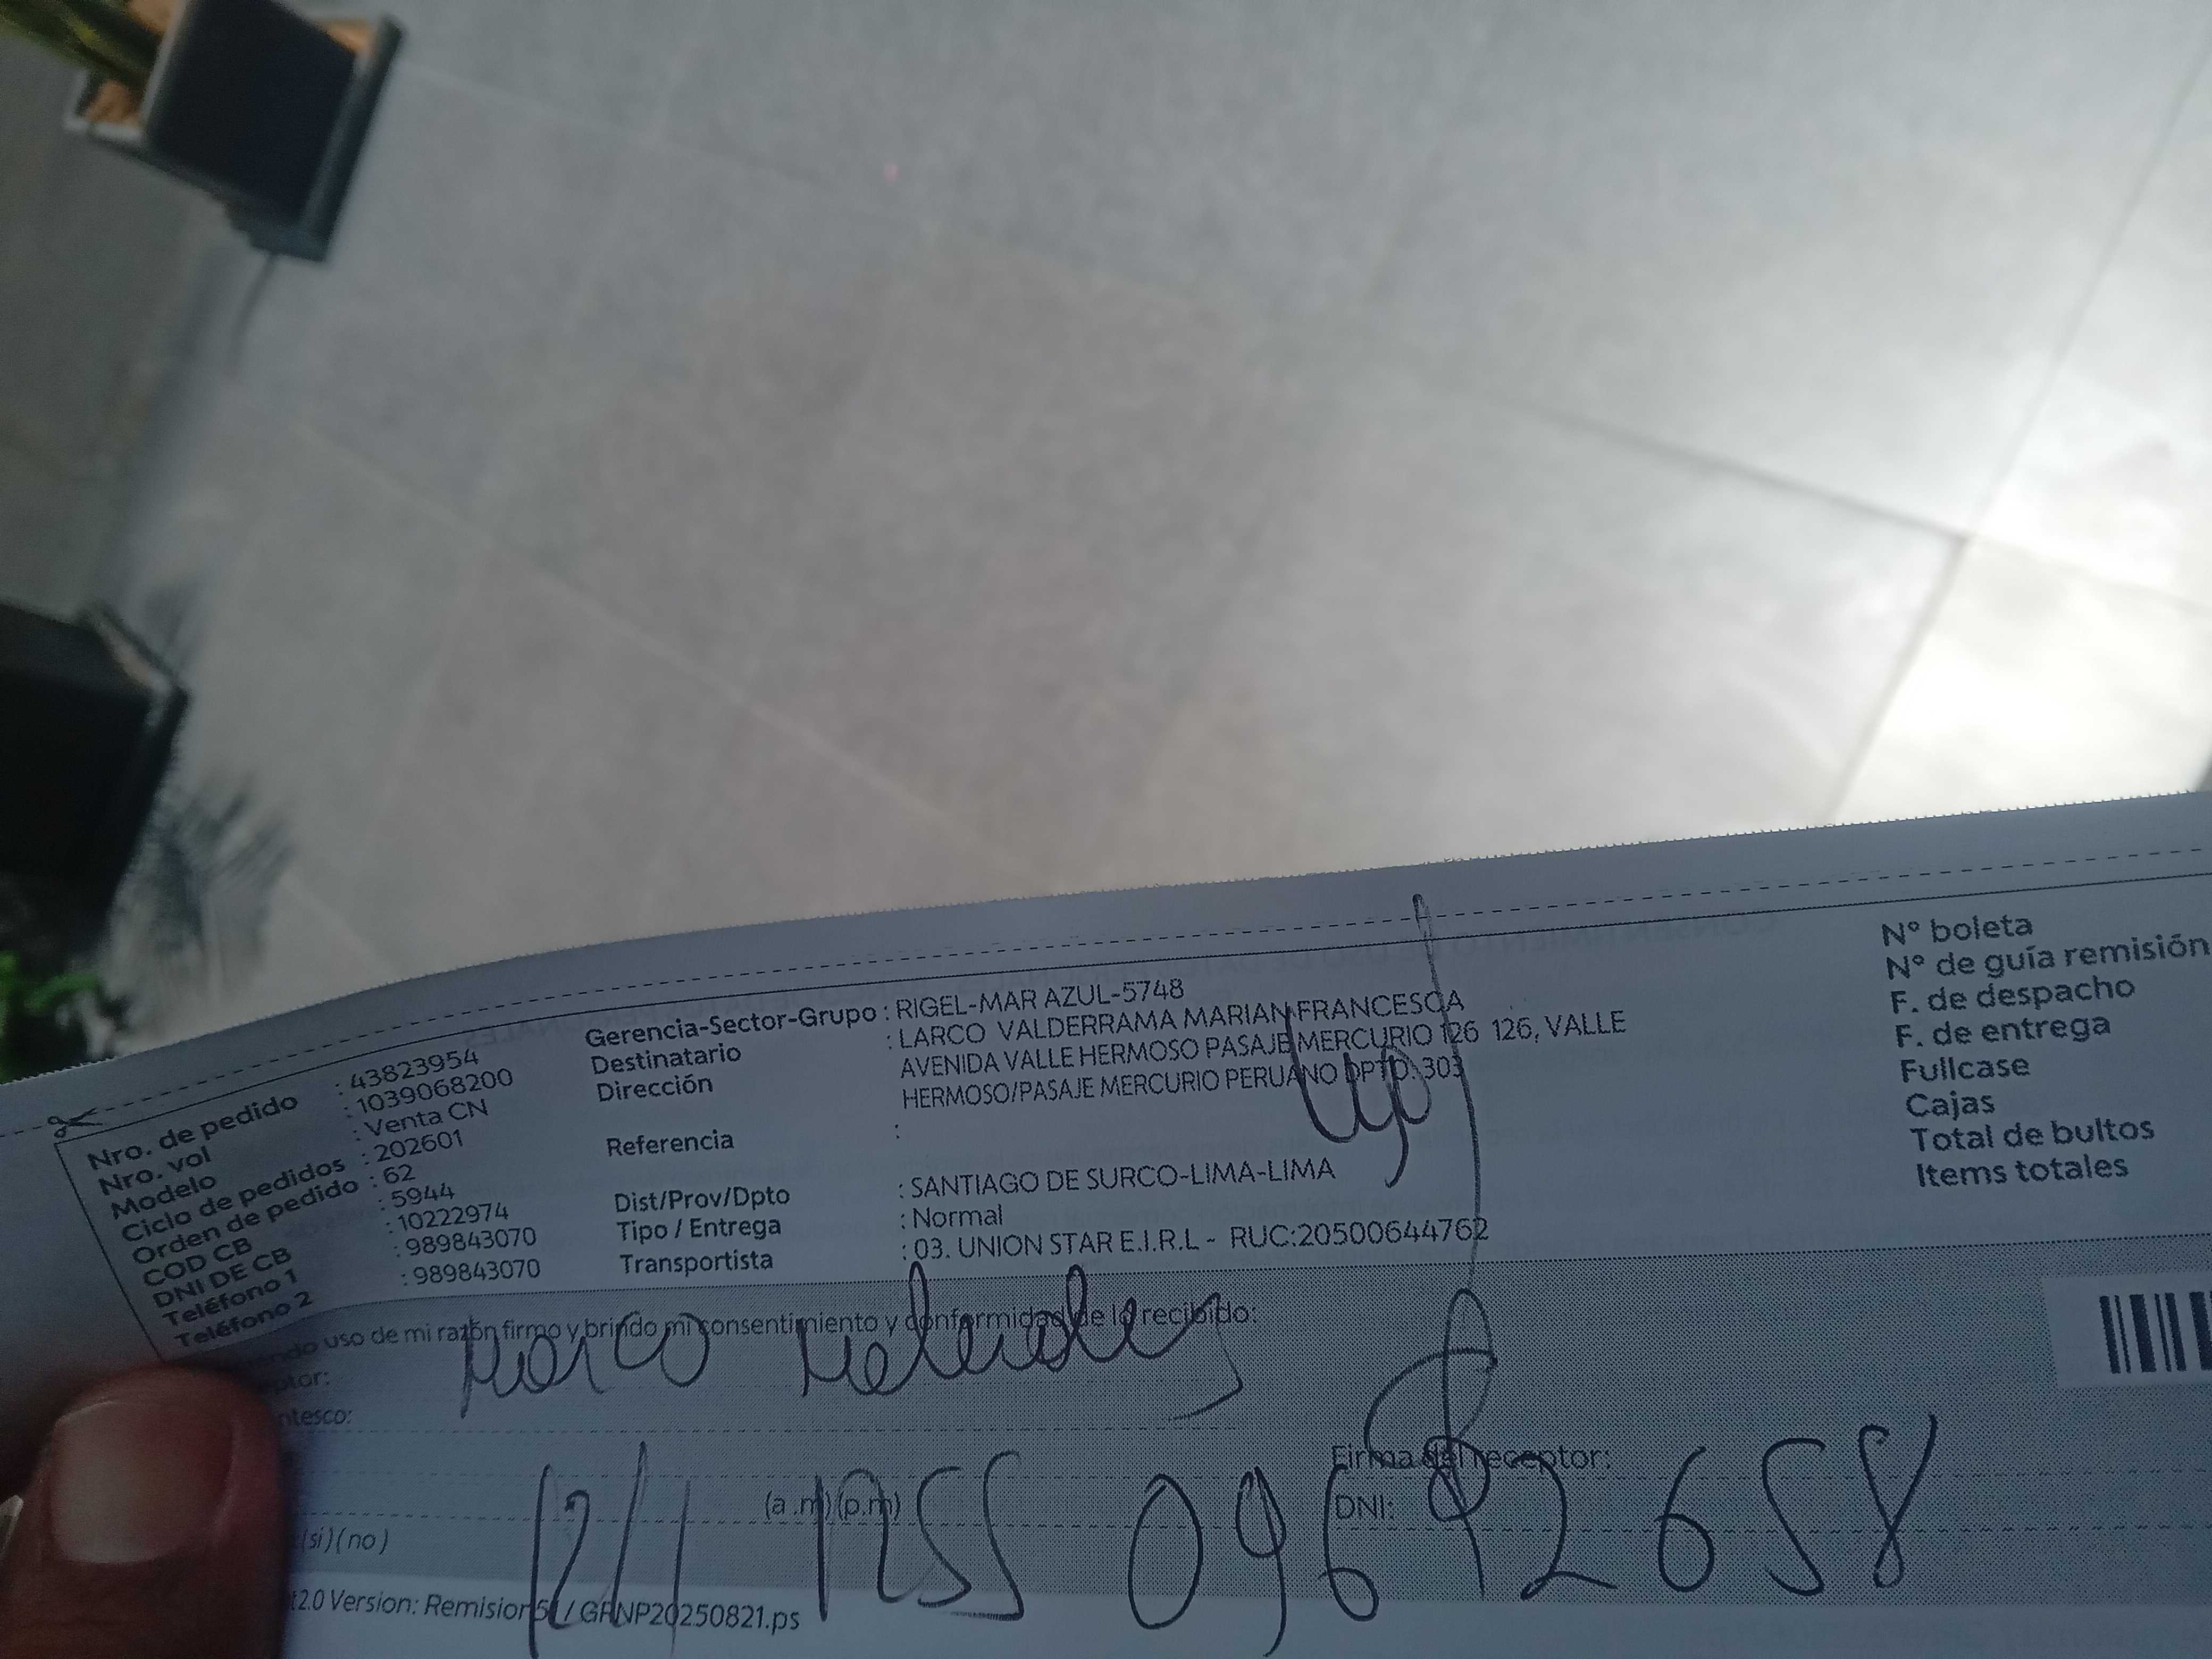 Nro. de pedido : 43823954
Nro. vol : 1039068200
Modelo : Venta CN
Ciclo de pedidos : 202601
Orden de pedido : 62
COD CB : 5944
DNI DE CB : 10222974
Teléfono 1 : 989843070
Teléfono 2 : 989843070
Gerencia-Sector-Grupo : RIGEL-MAR AZUL-5748
Destinatario : LARCO VALDERRAMA MARIAN FRANCESCA
Dirección AVENIDA VALLE HERMOSO PASAJE MERCURIO 126 126, VALLE
HERMOSO/PASAJE MERCURIO PERUANO DPTO: 303
Referencia :
Dist/Prov/Dpto : SANTIAGO DE SURCO-LIMA-LIMA
Tipo / Entrega : Normal
Transportista : 03. UNION STAR E.I.R.L - RUC:20500644762
N° boleta
N° de guía remisión
F. de despacho
F. de entrega
Fullcase
Cajas
Total de bultos
Items totales
uso de mi razón firmo y brindo mi consentimiento y conformidad de lo recibido:
Marco
Firma del receptor:
(a.m) (p.m) DNI:
12/1 1255 09692658
(si) (no)
t2.0 Version: Remision51/GRNP20250821.ps